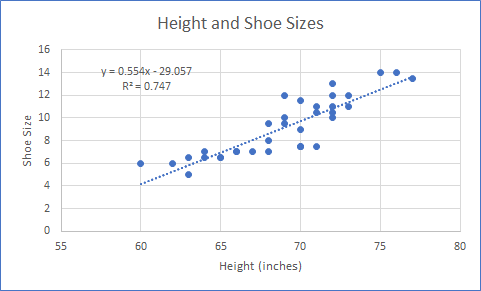 Height and Shoe Sizes
y = 0.554x - 29.057
R² = 0.747
16
14
12
10
8
6
4
2
0
Shoe Size
55 60 65 70 75 80
Height (inches)